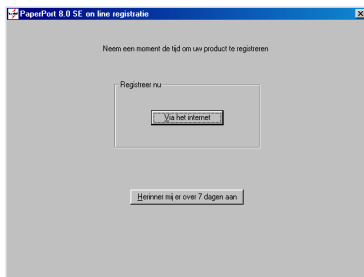 PaperPort 8.0 SE on line registratie
Neem een moment de tijd om uw product te registreren
Registreer nu
Via het internet
Herinner mij er over 7 dagen aan